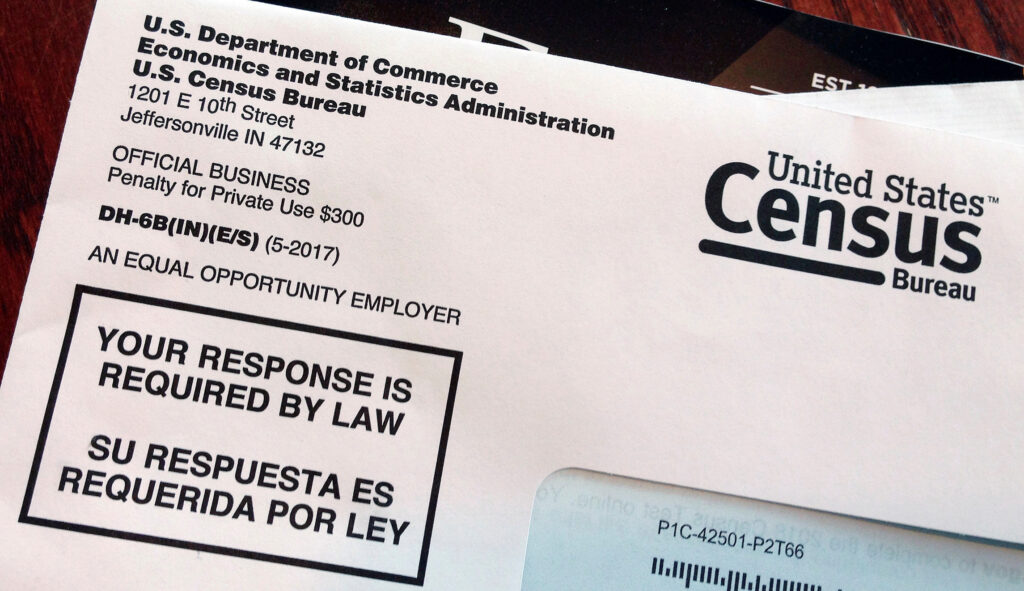 U.S. Department of Commerce
Economics and Statistics Administration
U.S. Census Bureau
1201 E 10th Street
Jeffersonville IN 47132
OFFICIAL BUSINESS
Penalty for Private Use $300
DH-6B(IN)(E/S) (5-2017)
AN EQUAL OPPORTUNITY EMPLOYER
YOUR RESPONSE IS
REQUIRED BY LAW
SU RESPUESTA ES
REQUERIDA POR LEY
EST.
United States™
Census
Bureau
P1C-42501-P2T66